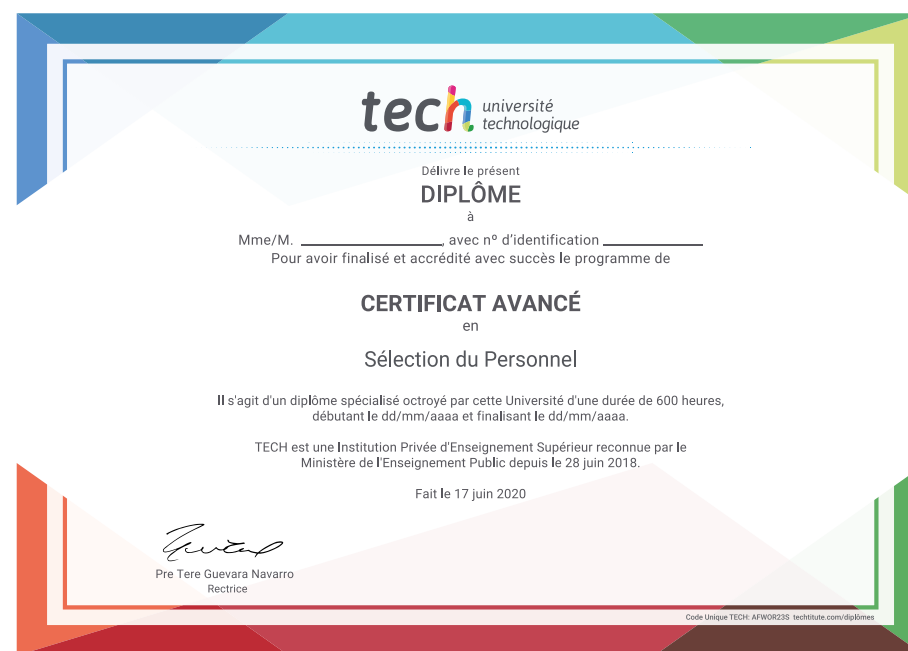 tech université
technologique
Délivre le présent
DIPLÔME
à
Mme/M. ____________________, avec nº d'identification ______________
Pour avoir finalisé et accrédité avec succès le programme de
CERTIFICAT AVANCÉ
en
Sélection du Personnel
Il s'agit d'un diplôme spécialisé octroyé par cette Université d'une durée de 600 heures,
débutant le dd/mm/aaaa et finalisant le dd/mm/aaaa.
TECH est une Institution Privée d'Enseignement Supérieur reconnue par le
Ministère de l'Enseignement Public depuis le 28 juin 2018.
Fait le 17 juin 2020
Pre Tere Guevara Navarro
Rectrice
Code Unique TECH: AFWOR23S techtitute.com/diplômes